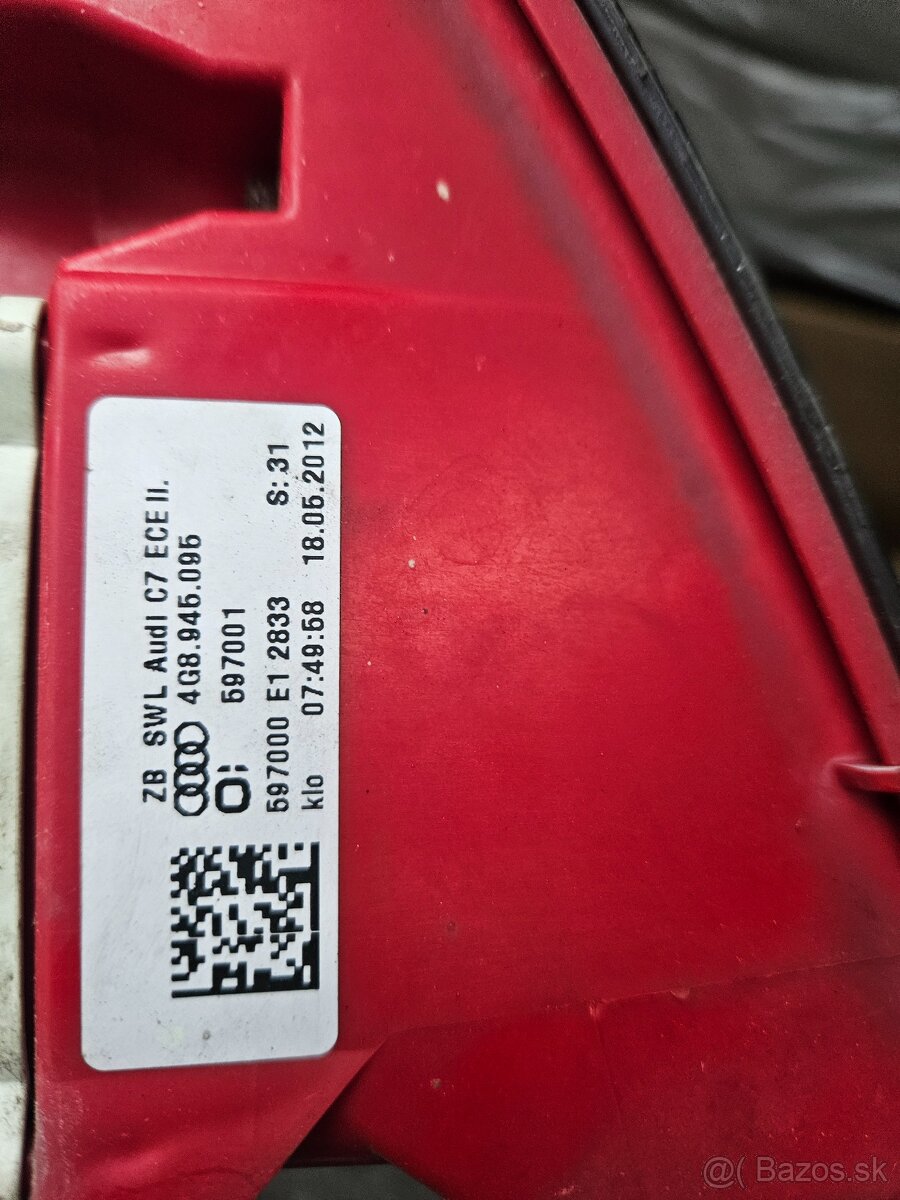 ZB SWL Audi C7 ECE II.
4G8.945.095
597001
597000 E1 2833 S: 31
klo 07:49:58 18.05.2012
@( Bazos.sk